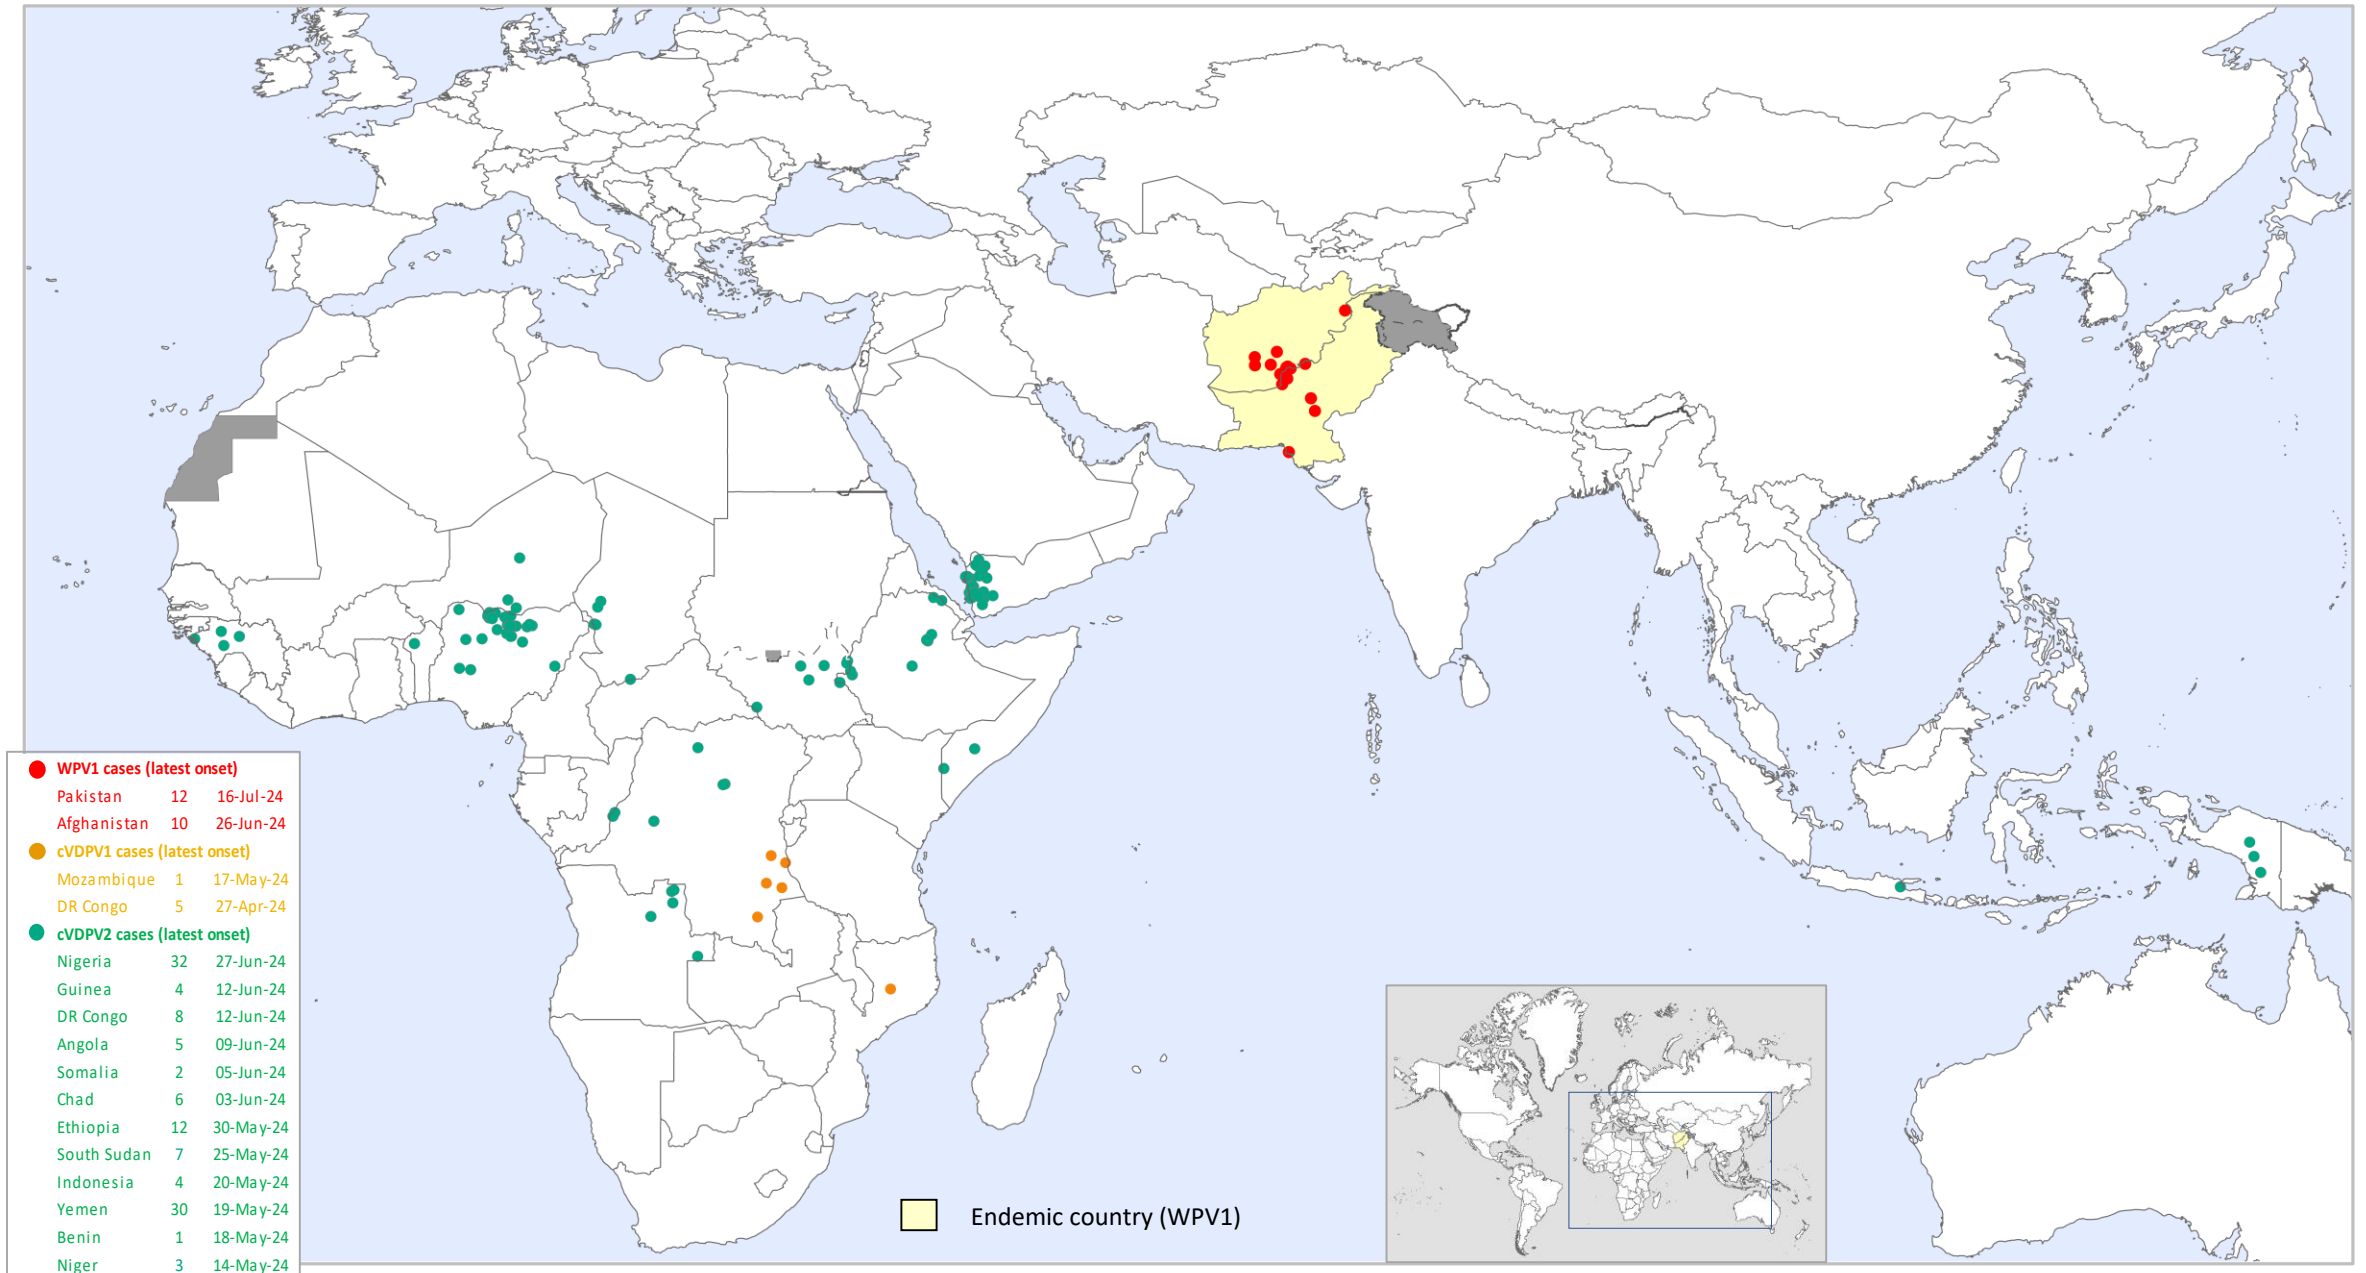 WPV1 cases (latest onset)
Pakistan 12 16-Jul-24
Afghanistan 10 26-Jun-24
cVDPV1 cases (latest onset)
Mozambique 1 17-May-24
DR Congo 5 27-Apr-24
cVDPV2 cases (latest onset)
Nigeria 32 27-Jun-24
Guinea 4 12-Jun-24
DR Congo 8 12-Jun-24
Angola 5 09-Jun-24
Somalia 2 05-Jun-24
Chad 6 03-Jun-24
Ethiopia 12 30-May-24
South Sudan 7 25-May-24
Indonesia 4 20-May-24
Yemen 30 19-May-24
Benin 1 18-May-24
Niger 3 14-May-24
Endemic country (WPV1)